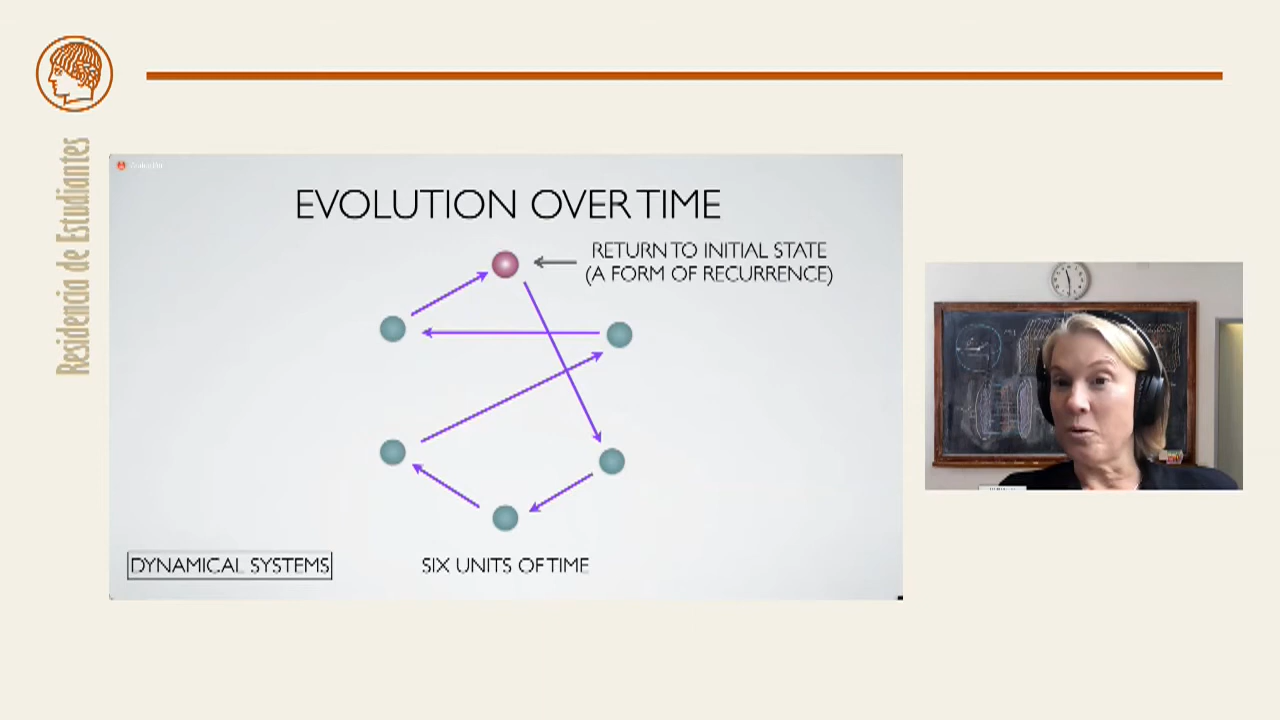 Residencia de Estudiantes
EVOLUTION OVER TIME
RETURN TO INITIAL STATE
(A FORM OF RECURRENCE)
DYNAMICAL SYSTEMS
SIX UNITS OF TIME